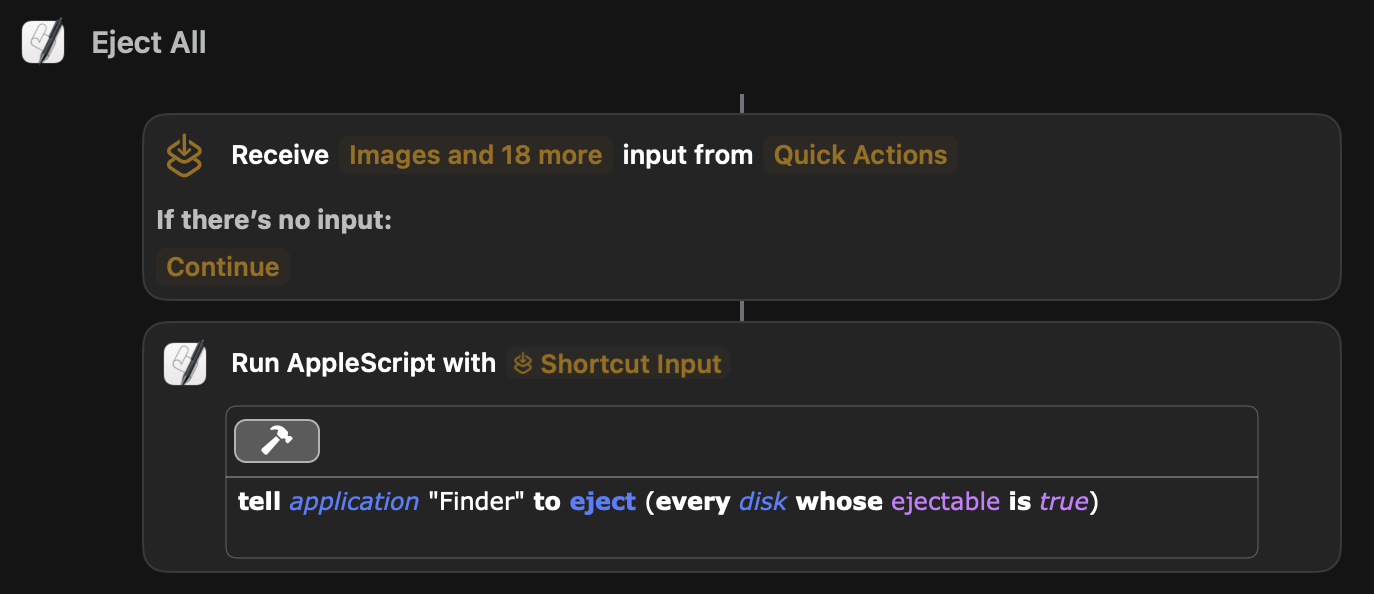 Eject All
Receive Images and 18 more input from Quick Actions
If there’s no input:
Continue
Run AppleScript with Shortcut Input
tell application "Finder" to eject (every disk whose ejectable is true)